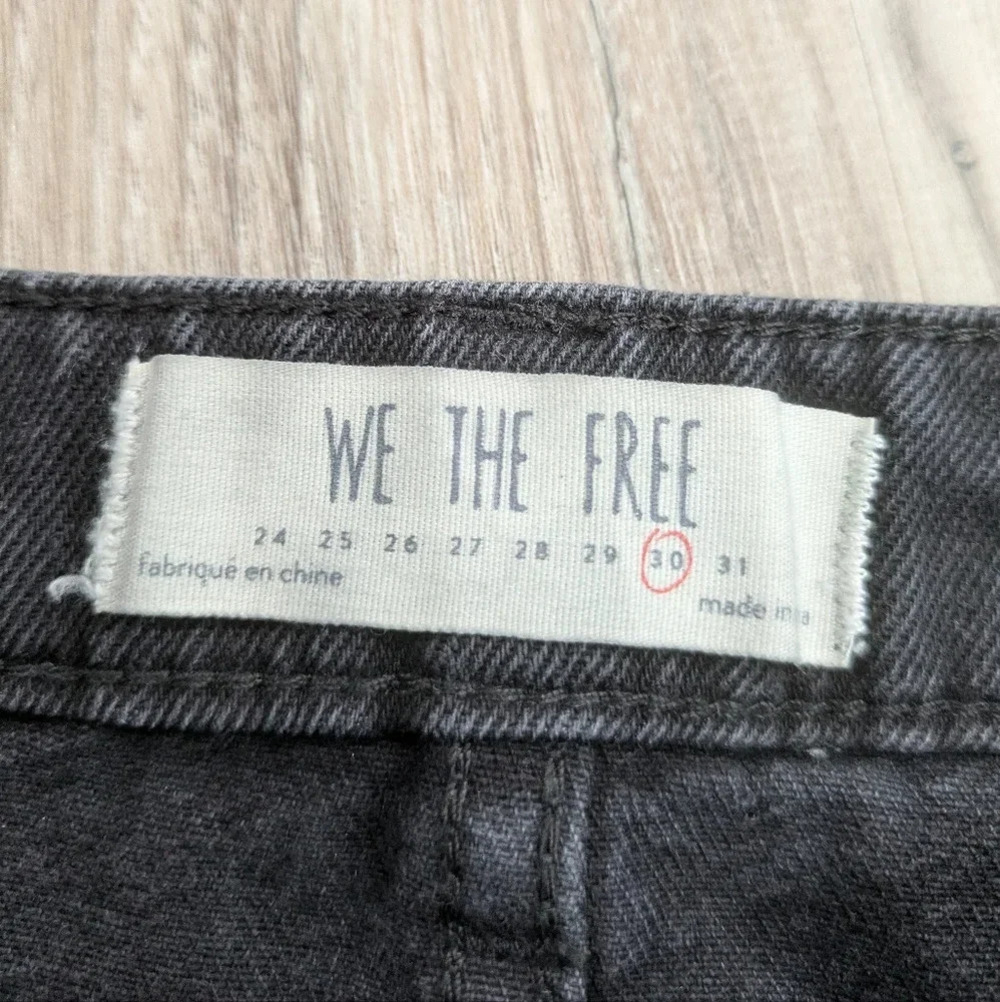 WE THE FREE
24 25 26 27 28 29 30 31
fabriqué en chine
made in